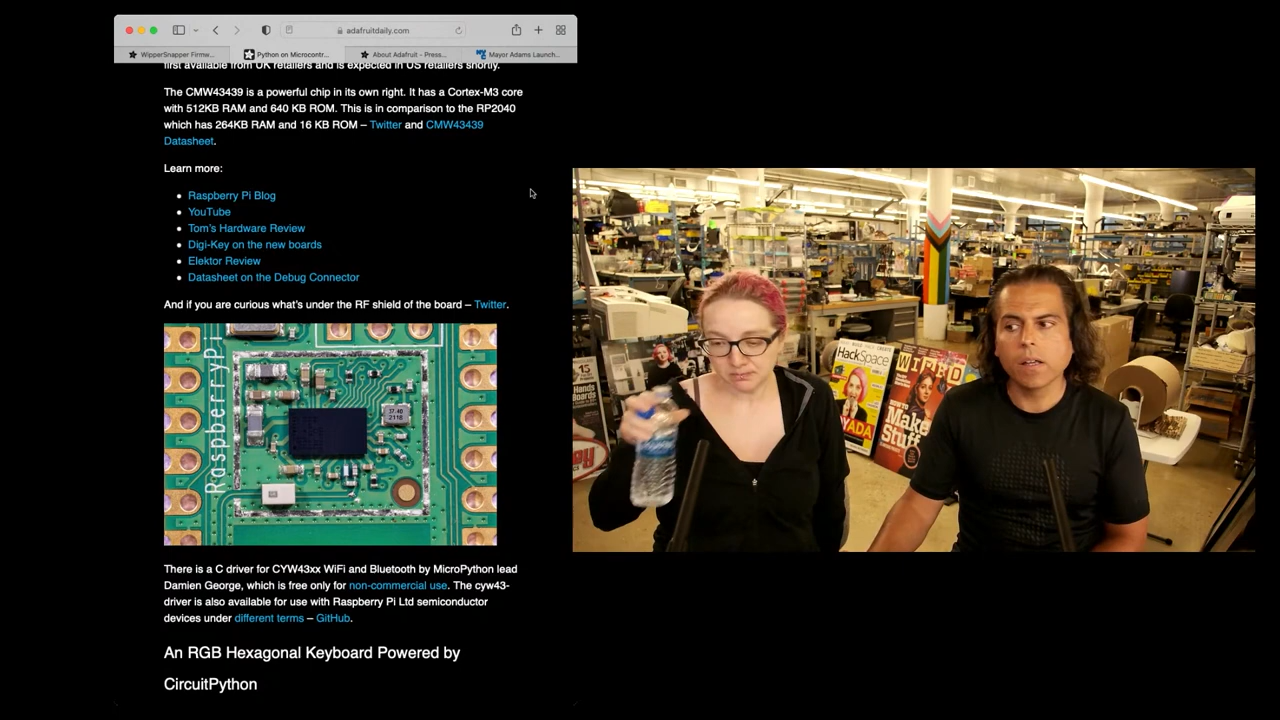 adafruitdaily.com
WipperSnapper Firmw...
Python on Microcontr...
About Adafruit – Press...
Mayor Adams Launch...
first available from UK retailers and is expected in US retailers shortly.
The CMW43439 is a powerful chip in its own right. It has a Cortex-M3 core
with 512KB RAM and 640 KB ROM. This is in comparison to the RP2040
which has 264KB RAM and 16 KB ROM – Twitter and CMW43439
Datasheet.
Learn more:
Raspberry Pi Blog
YouTube
Tom's Hardware Review
Digi-Key on the new boards
Elektor Review
Datasheet on the Debug Connector
And if you are curious what's under the RF shield of the board – Twitter.
Raspberry Pi
37.40
2118
There is a C driver for CYW43xx WiFi and Bluetooth by MicroPython lead
Damien George, which is free only for non-commercial use. The cyw43-
driver is also available for use with Raspberry Pi Ltd semiconductor
devices under different terms – GitHub.
An RGB Hexagonal Keyboard Powered by
CircuitPython
15
Hands
HackSpace
WIRED
Make
Stuff